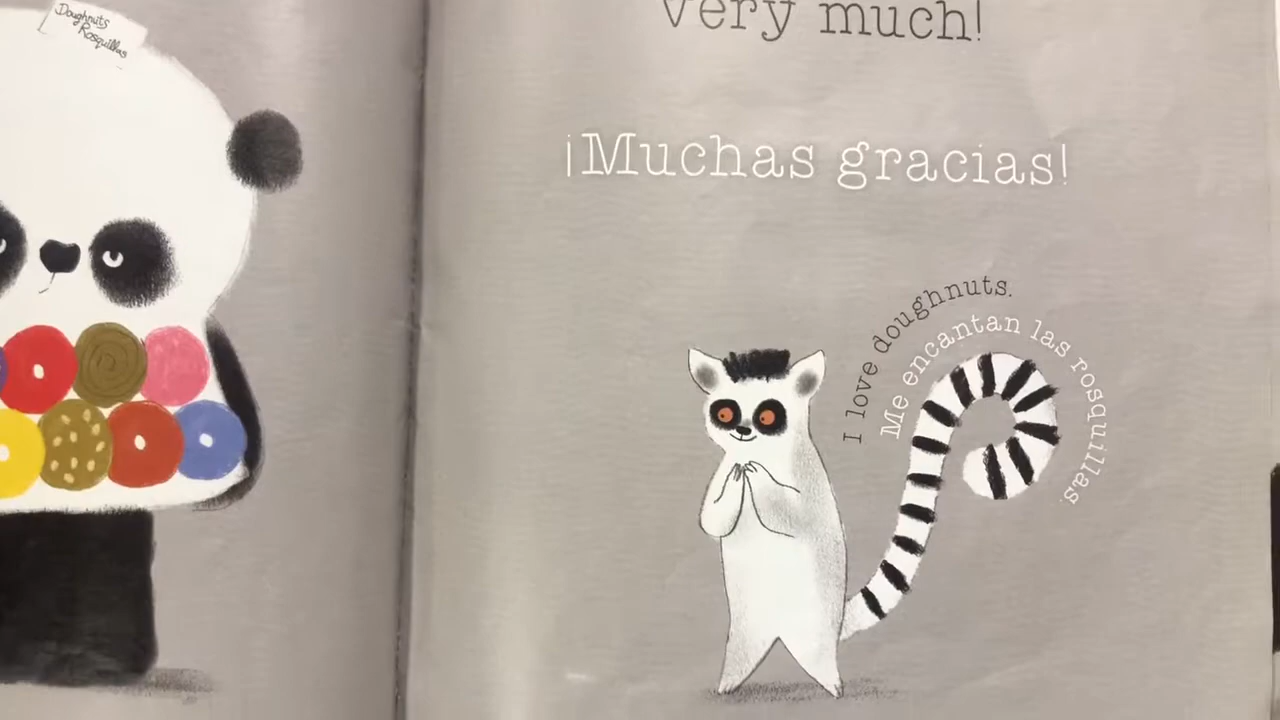 Doughnuts
Rosquillas
very much!
¡Muchas gracias!
I love doughnuts.
Me encantan las rosquillas.